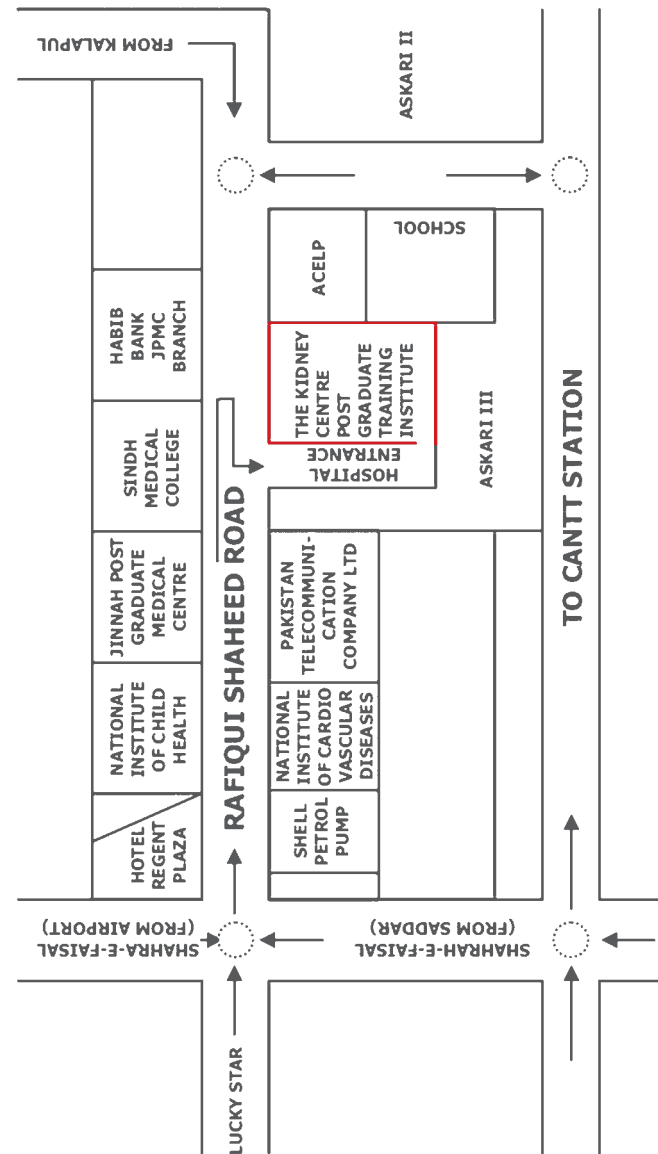 FROM KALAPUL
ASKARI II
SCHOOL
ACELP
HABIB
BANK
JPMC
BRANCH
THE KIDNEY
CENTRE
POST
GRADUATE
TRAINING
INSTITUTE
HOSPITAL
ENTRANCE
ASKARI III
SINDH
MEDICAL
COLLEGE
TO CANTT STATION
RAFIQUI SHAHEED ROAD
JINNAH POST
GRADUATE
MEDICAL
CENTRE
PAKISTAN
TELECOMMUNI-
CATION
COMPANY LTD
NATIONAL
INSTITUTE
OF CHILD
HEALTH
NATIONAL
INSTITUTE
OF CARDIO
VASCULAR
DISEASES
HOTEL
REGENT
PLAZA
SHELL
PETROL
PUMP
SHAHRA-E-FAISAL
(FROM AIRPORT)
SHAHRAH-E-FAISAL
(FROM SADDAR)
LUCKY STAR